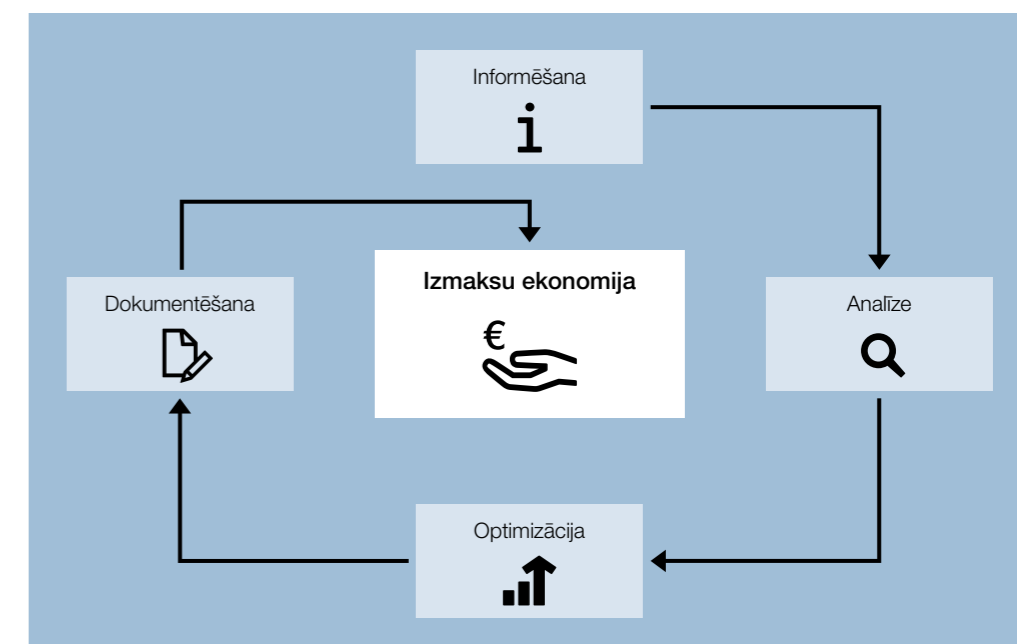 Informēšana
Izmaksu ekonomija
€
Dokumentēšana
Analīze
Optimizācija